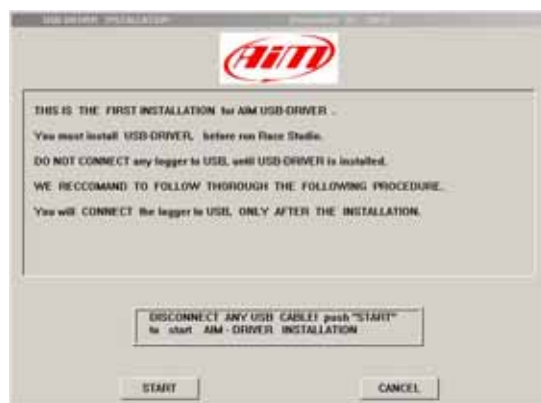 USB DRIVER INSTALLATION
AiM
THIS IS THE FIRST INSTALLATION for AIM USB-DRIVER .
You must install USB-DRIVER, before run Race Studio.
DO NOT CONNECT any logger to USB, until USB-DRIVER is installed.
WE RECCOMAND TO FOLLOW THOROUGH THE FOLLOWING PROCEDURE.
You will CONNECT the logger to USB, ONLY AFTER THE INSTALLATION.
DISCONNECT ANY USB CABLE! push "START"
to start AIM - DRIVER INSTALLATION
START
CANCEL